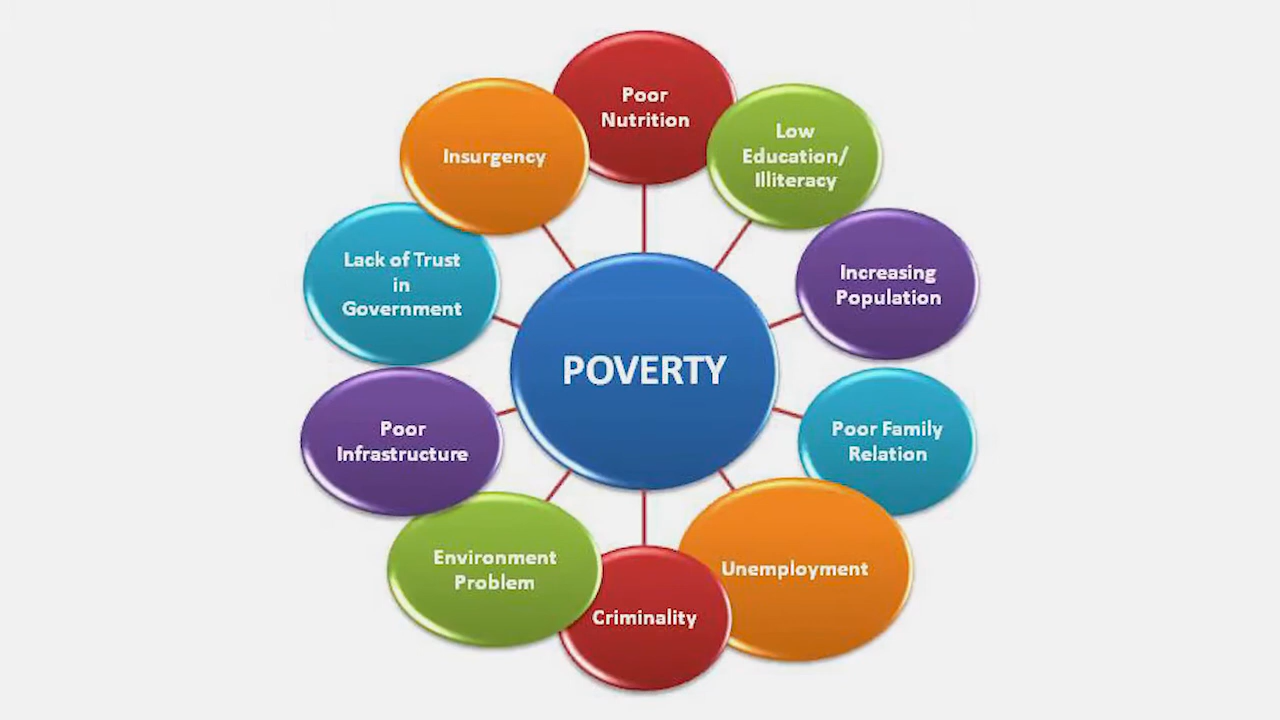 Poor
Nutrition
Low
Education/
Illiteracy
Increasing
Population
Poor Family
Relation
Unemployment
Criminality
Environment
Problem
Poor
Infrastructure
Lack of Trust
in
Government
Insurgency
POVERTY